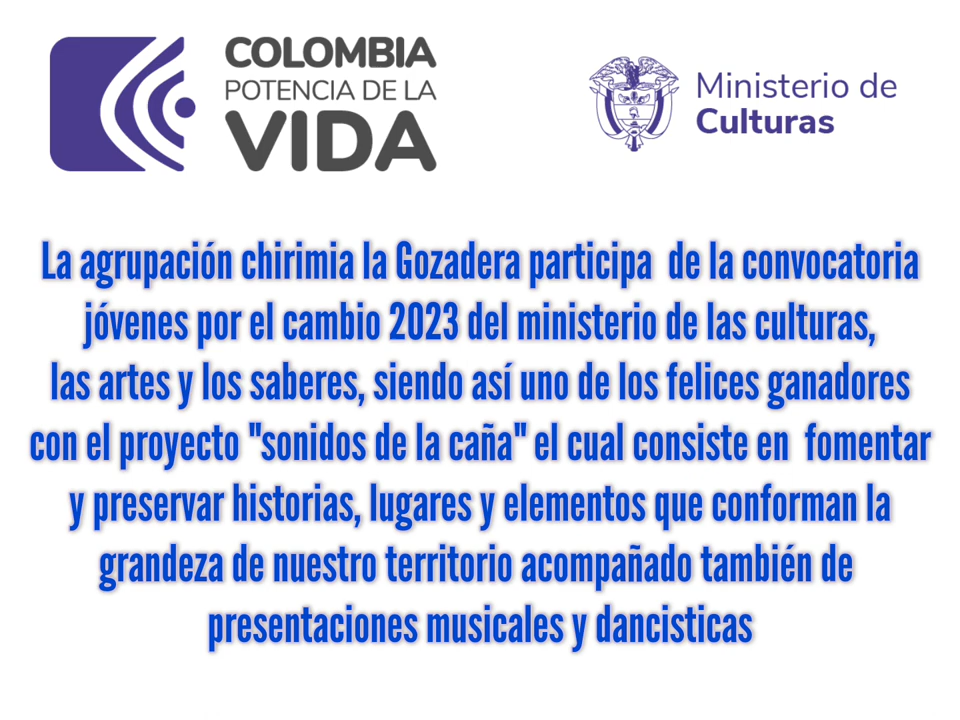 COLOMBIA
POTENCIA DE LA
VIDA
Ministerio de
Culturas
La agrupación chirimia la Gozadera participa  de la convocatoria
jóvenes por el cambio 2023 del ministerio de las culturas,
las artes y los saberes, siendo así uno de los felices ganadores
con el proyecto "sonidos de la caña" el cual consiste en  fomentar
y preservar historias, lugares y elementos que conforman la
grandeza de nuestro territorio acompañado también de
presentaciones musicales y dancisticas